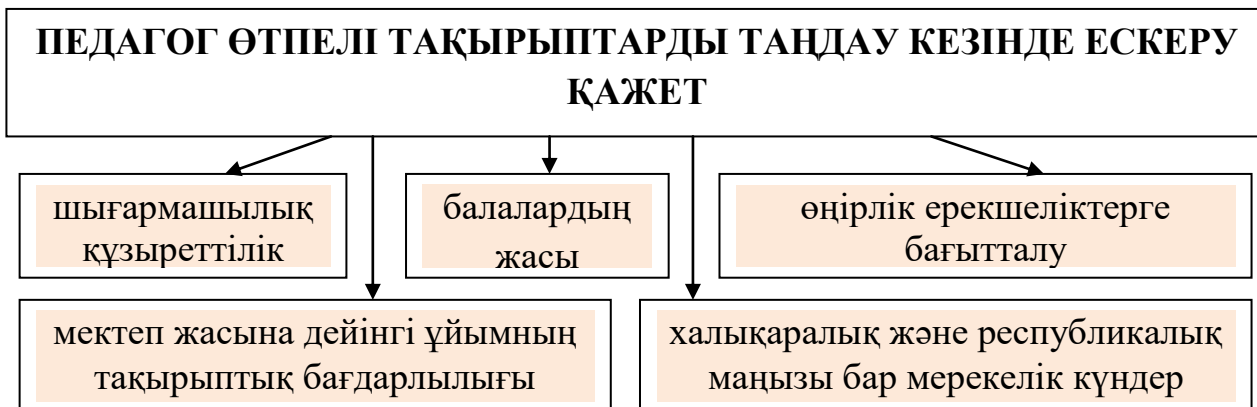 ПЕДАГОГ ӨТПЕЛІ ТАҚЫРЫПТАРДЫ ТАҢДАУ КЕЗІНДЕ ЕСКЕРУ
ҚАЖЕТ
шығармашылық
құзыреттілік
балалардың
жасы
өңірлік ерекшеліктерге
бағытталу
мектеп жасына дейінгі ұйымның
тақырыптық бағдарлылығы
халықаралық және республикалық
маңызы бар мерекелік күндер